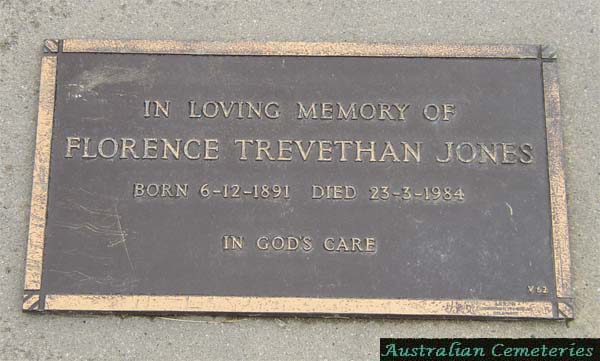 IN LOVING MEMORY OF
FLORENCE TREVETHAN JONES
BORN 6-12-1891 DIED 23-3-1984
IN GOD'S CARE
V62
Australian Cemeteries